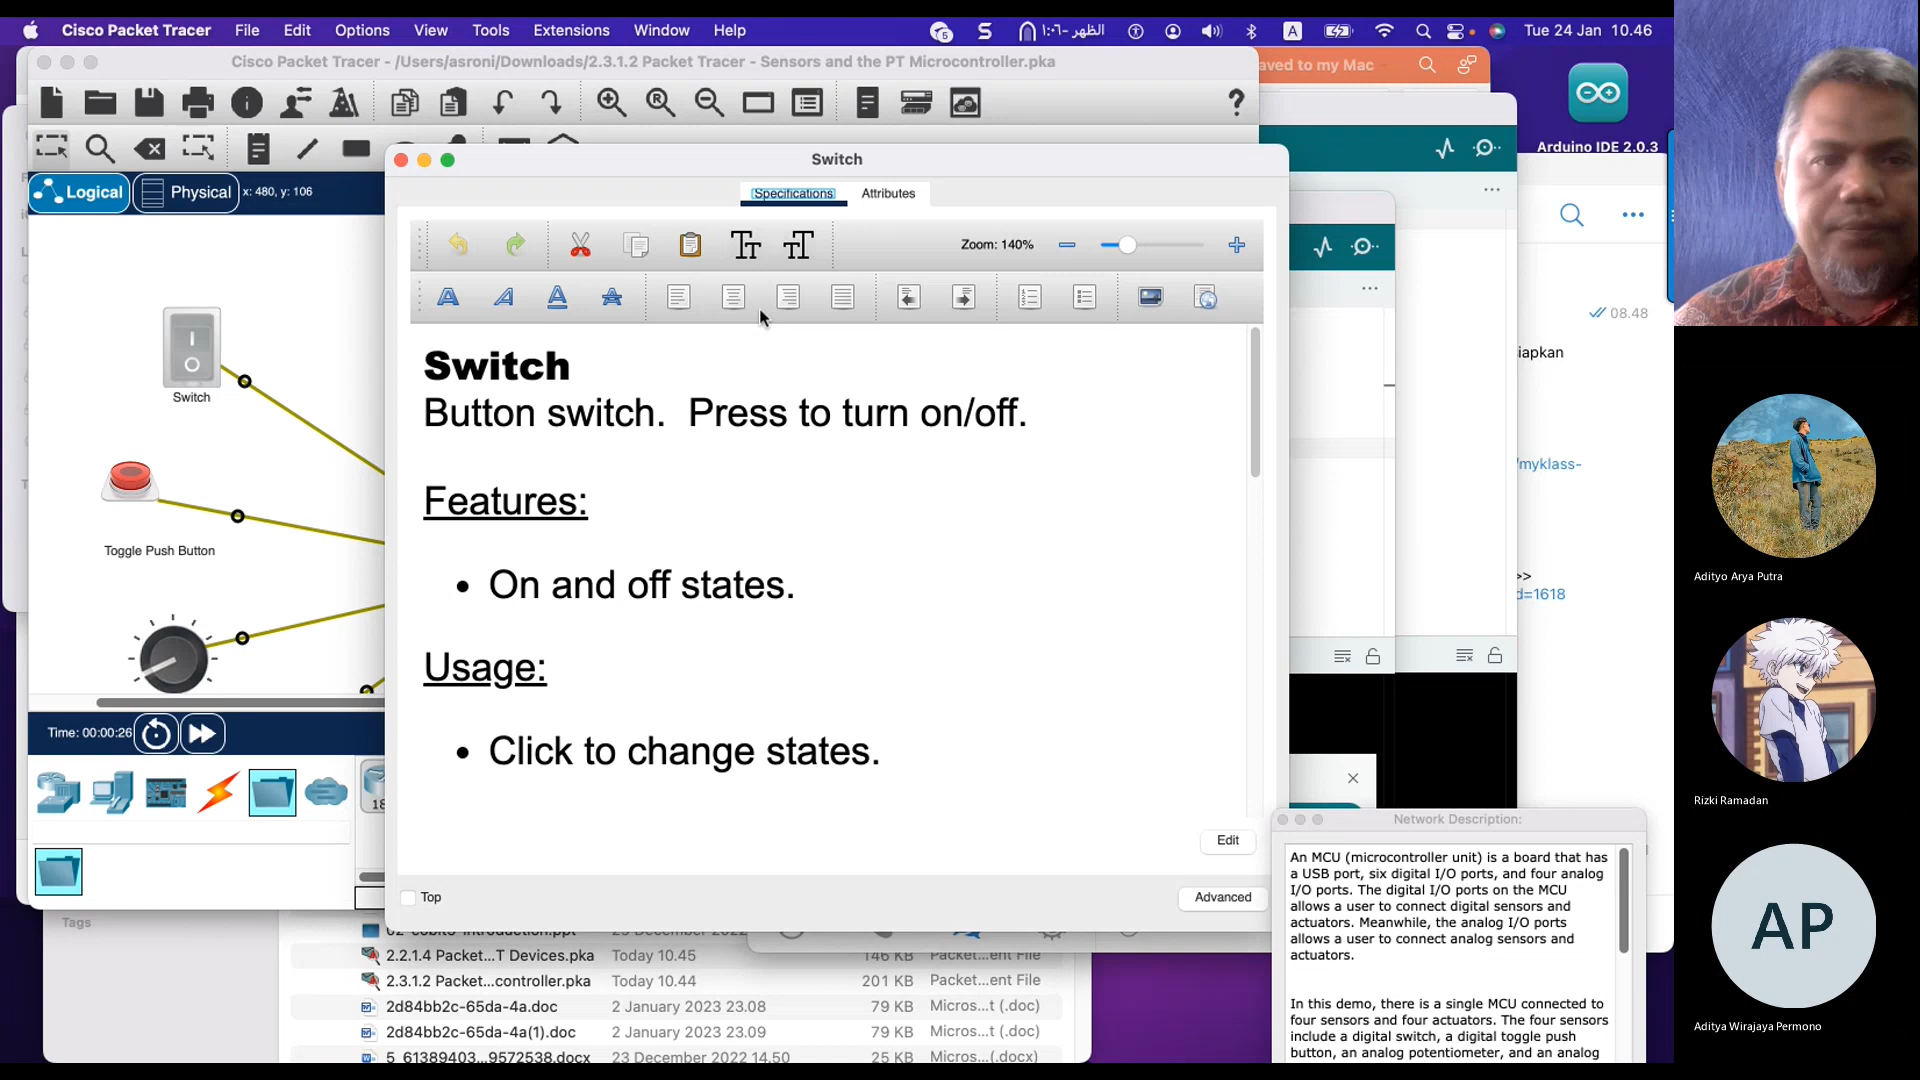 Cisco Packet Tracer File Edit Options View Tools Extensions Window Help
5
S
الظهر -١:٠٦
A
Tue 24 Jan 10.46
Cisco Packet Tracer - /Users/asroni/Downloads/2.3.1.2 Packet Tracer - Sensors and the PT Microcontroller.pka
aved to my Mac
Arduino IDE 2.0.3
Logical
Physical
x: 480, y: 106
Switch
Toggle Push Button
Time: 00:00:26
18
Switch
Specifications
Attributes
Zoom: 140%
Switch
Button switch. Press to turn on/off.
Features:
• On and off states.
Usage:
• Click to change states.
Edit
Top
Advanced
08.48
iapkan
/myklass-
>>
d=1618
Network Description:
An MCU (microcontroller unit) is a board that has
a USB port, six digital I/O ports, and four analog
I/O ports. The digital I/O ports on the MCU
allows a user to connect digital sensors and
actuators. Meanwhile, the analog I/O ports
allows a user to connect analog sensors and
actuators.
In this demo, there is a single MCU connected to
four sensors and four actuators. The four sensors
include a digital switch, a digital toggle push
button, an analog potentiometer, and an analog
Tags
2.2.1.4 Packet...T Devices.pka Today 10.45 146 KB Packet...ent File
2.3.1.2 Packet...controller.pka Today 10.44 201 KB Packet...ent File
2d84bb2c-65da-4a.doc 2 January 2023 23.08 79 KB Micros...t (.doc)
2d84bb2c-65da-4a(1).doc 2 January 2023 23.09 79 KB Micros...t (.doc)
5_61389403...9572538.docx 23 December 2022 14.50 25 KB Micros...(.docx)
Adityo Arya Putra
Rizki Ramadan
AP
Aditya Wirajaya Permono